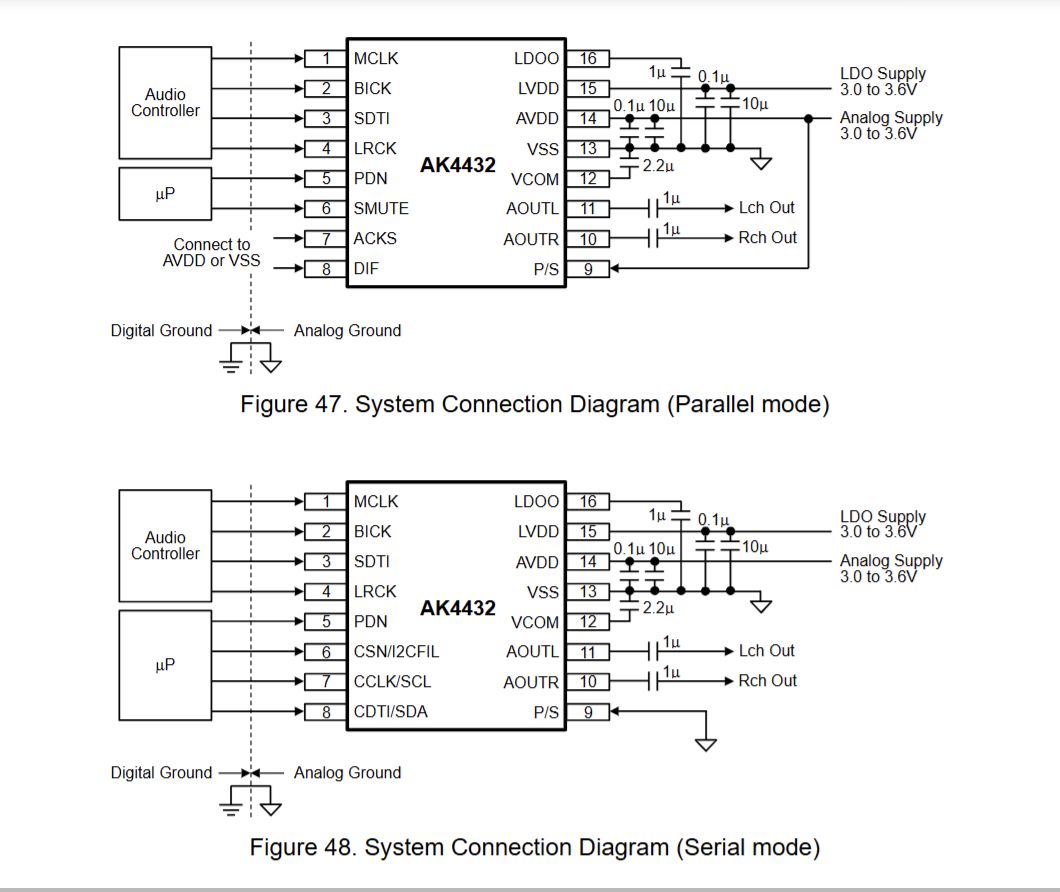 Audio
Controller
µP
Connect to
AVDD or VSS
1 MCLK
2 BICK
3 SDTI
4 LRCK
5 PDN
6 SMUTE
7 ACKS
8 DIF
AK4432
LDOO 16
LVDD 15
AVDD 14
VSS 13
VCOM 12
AOUTL 11
AOUTR 10
P/S 9
1µ 0.1µ
10µ
0.1µ 10µ
2.2µ
1µ
1µ
LDO Supply
3.0 to 3.6V
Analog Supply
3.0 to 3.6V
Lch Out
Rch Out
Digital Ground
Analog Ground
Figure 47. System Connection Diagram (Parallel mode)
Audio
Controller
µP
1 MCLK
2 BICK
3 SDTI
4 LRCK
5 PDN
6 CSN/I2CFIL
7 CCLK/SCL
8 CDTI/SDA
AK4432
LDOO 16
LVDD 15
AVDD 14
VSS 13
VCOM 12
AOUTL 11
AOUTR 10
P/S 9
1µ 0.1µ
10µ
0.1µ 10µ
2.2µ
1µ
1µ
LDO Supply
3.0 to 3.6V
Analog Supply
3.0 to 3.6V
Lch Out
Rch Out
Digital Ground
Analog Ground
Figure 48. System Connection Diagram (Serial mode)